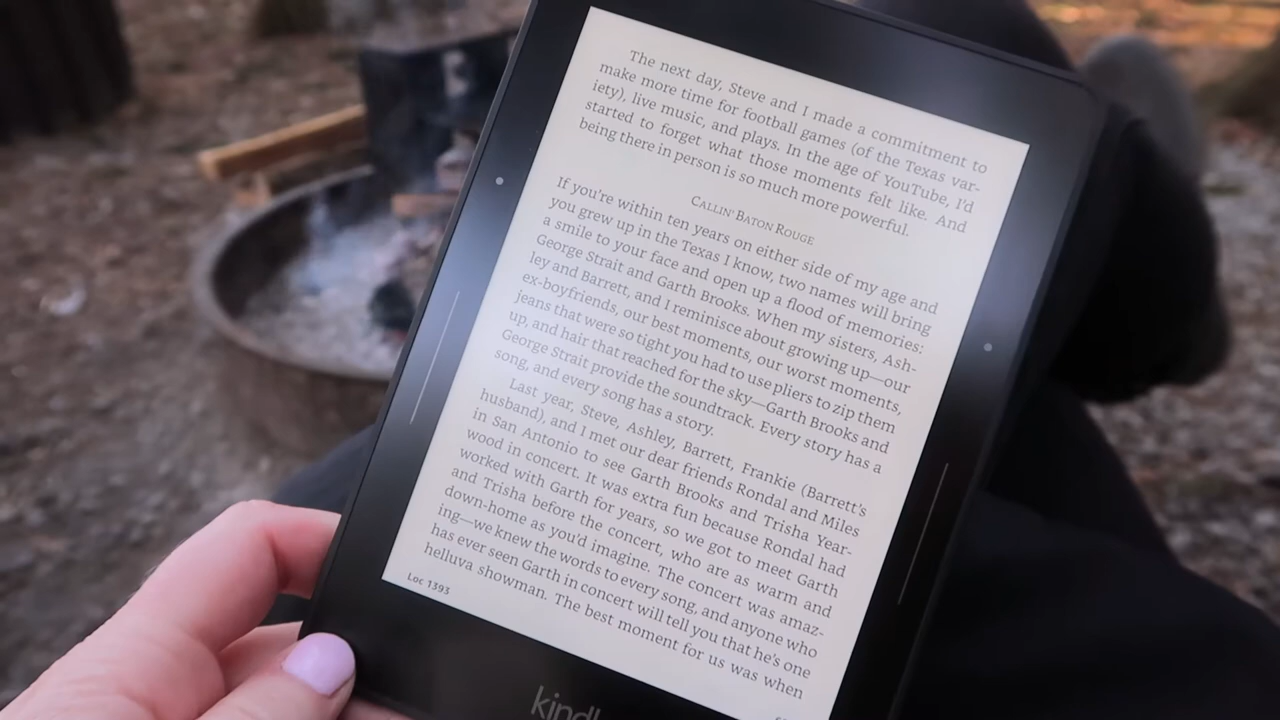 The next day, Steve and I made a commitment to
make more time for football games (of the Texas var-
iety), live music, and plays. In the age of YouTube, I'd
started to forget what those moments felt like. And
being there in person is so much more powerful.
CALLIN' BATON ROUGE
If you're within ten years on either side of my age and
you grew up in the Texas I know, two names will bring
a smile to your face and open up a flood of memories:
George Strait and Garth Brooks. When my sisters, Ash-
ley and Barrett, and I reminisce about growing up—our
ex-boyfriends, our best moments, our worst moments,
jeans that were so tight you had to use pliers to zip them
up, and hair that reached for the sky—Garth Brooks and
George Strait provide the soundtrack. Every story has a
song, and every song has a story.
Last year, Steve, Ashley, Barrett, Frankie (Barrett's
husband), and I met our dear friends Rondal and Miles
in San Antonio to see Garth Brooks and Trisha Year-
wood in concert. It was extra fun because Rondal had
worked with Garth for years, so we got to meet Garth
and Trisha before the concert, who are as warm and
down-home as you'd imagine. The concert was amaz-
ing—we knew the words to every song, and anyone who
has ever seen Garth in concert will tell you that he's one
helluva showman. The best moment for us was when
Loc 1393